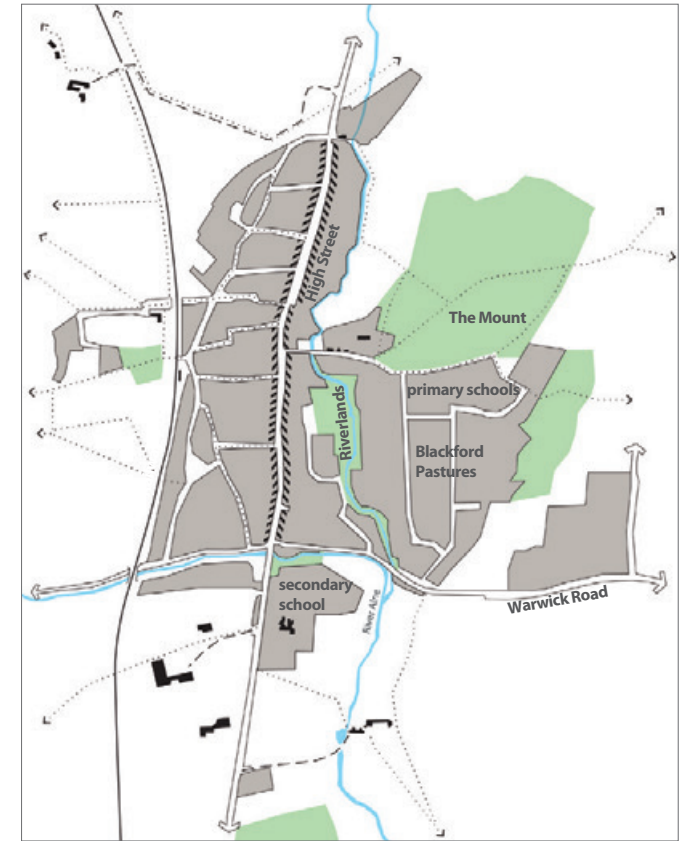 High Street
The Mount
primary schools
Riverlands
Blackford
Pastures
secondary
school
River Alne
Warwick Road